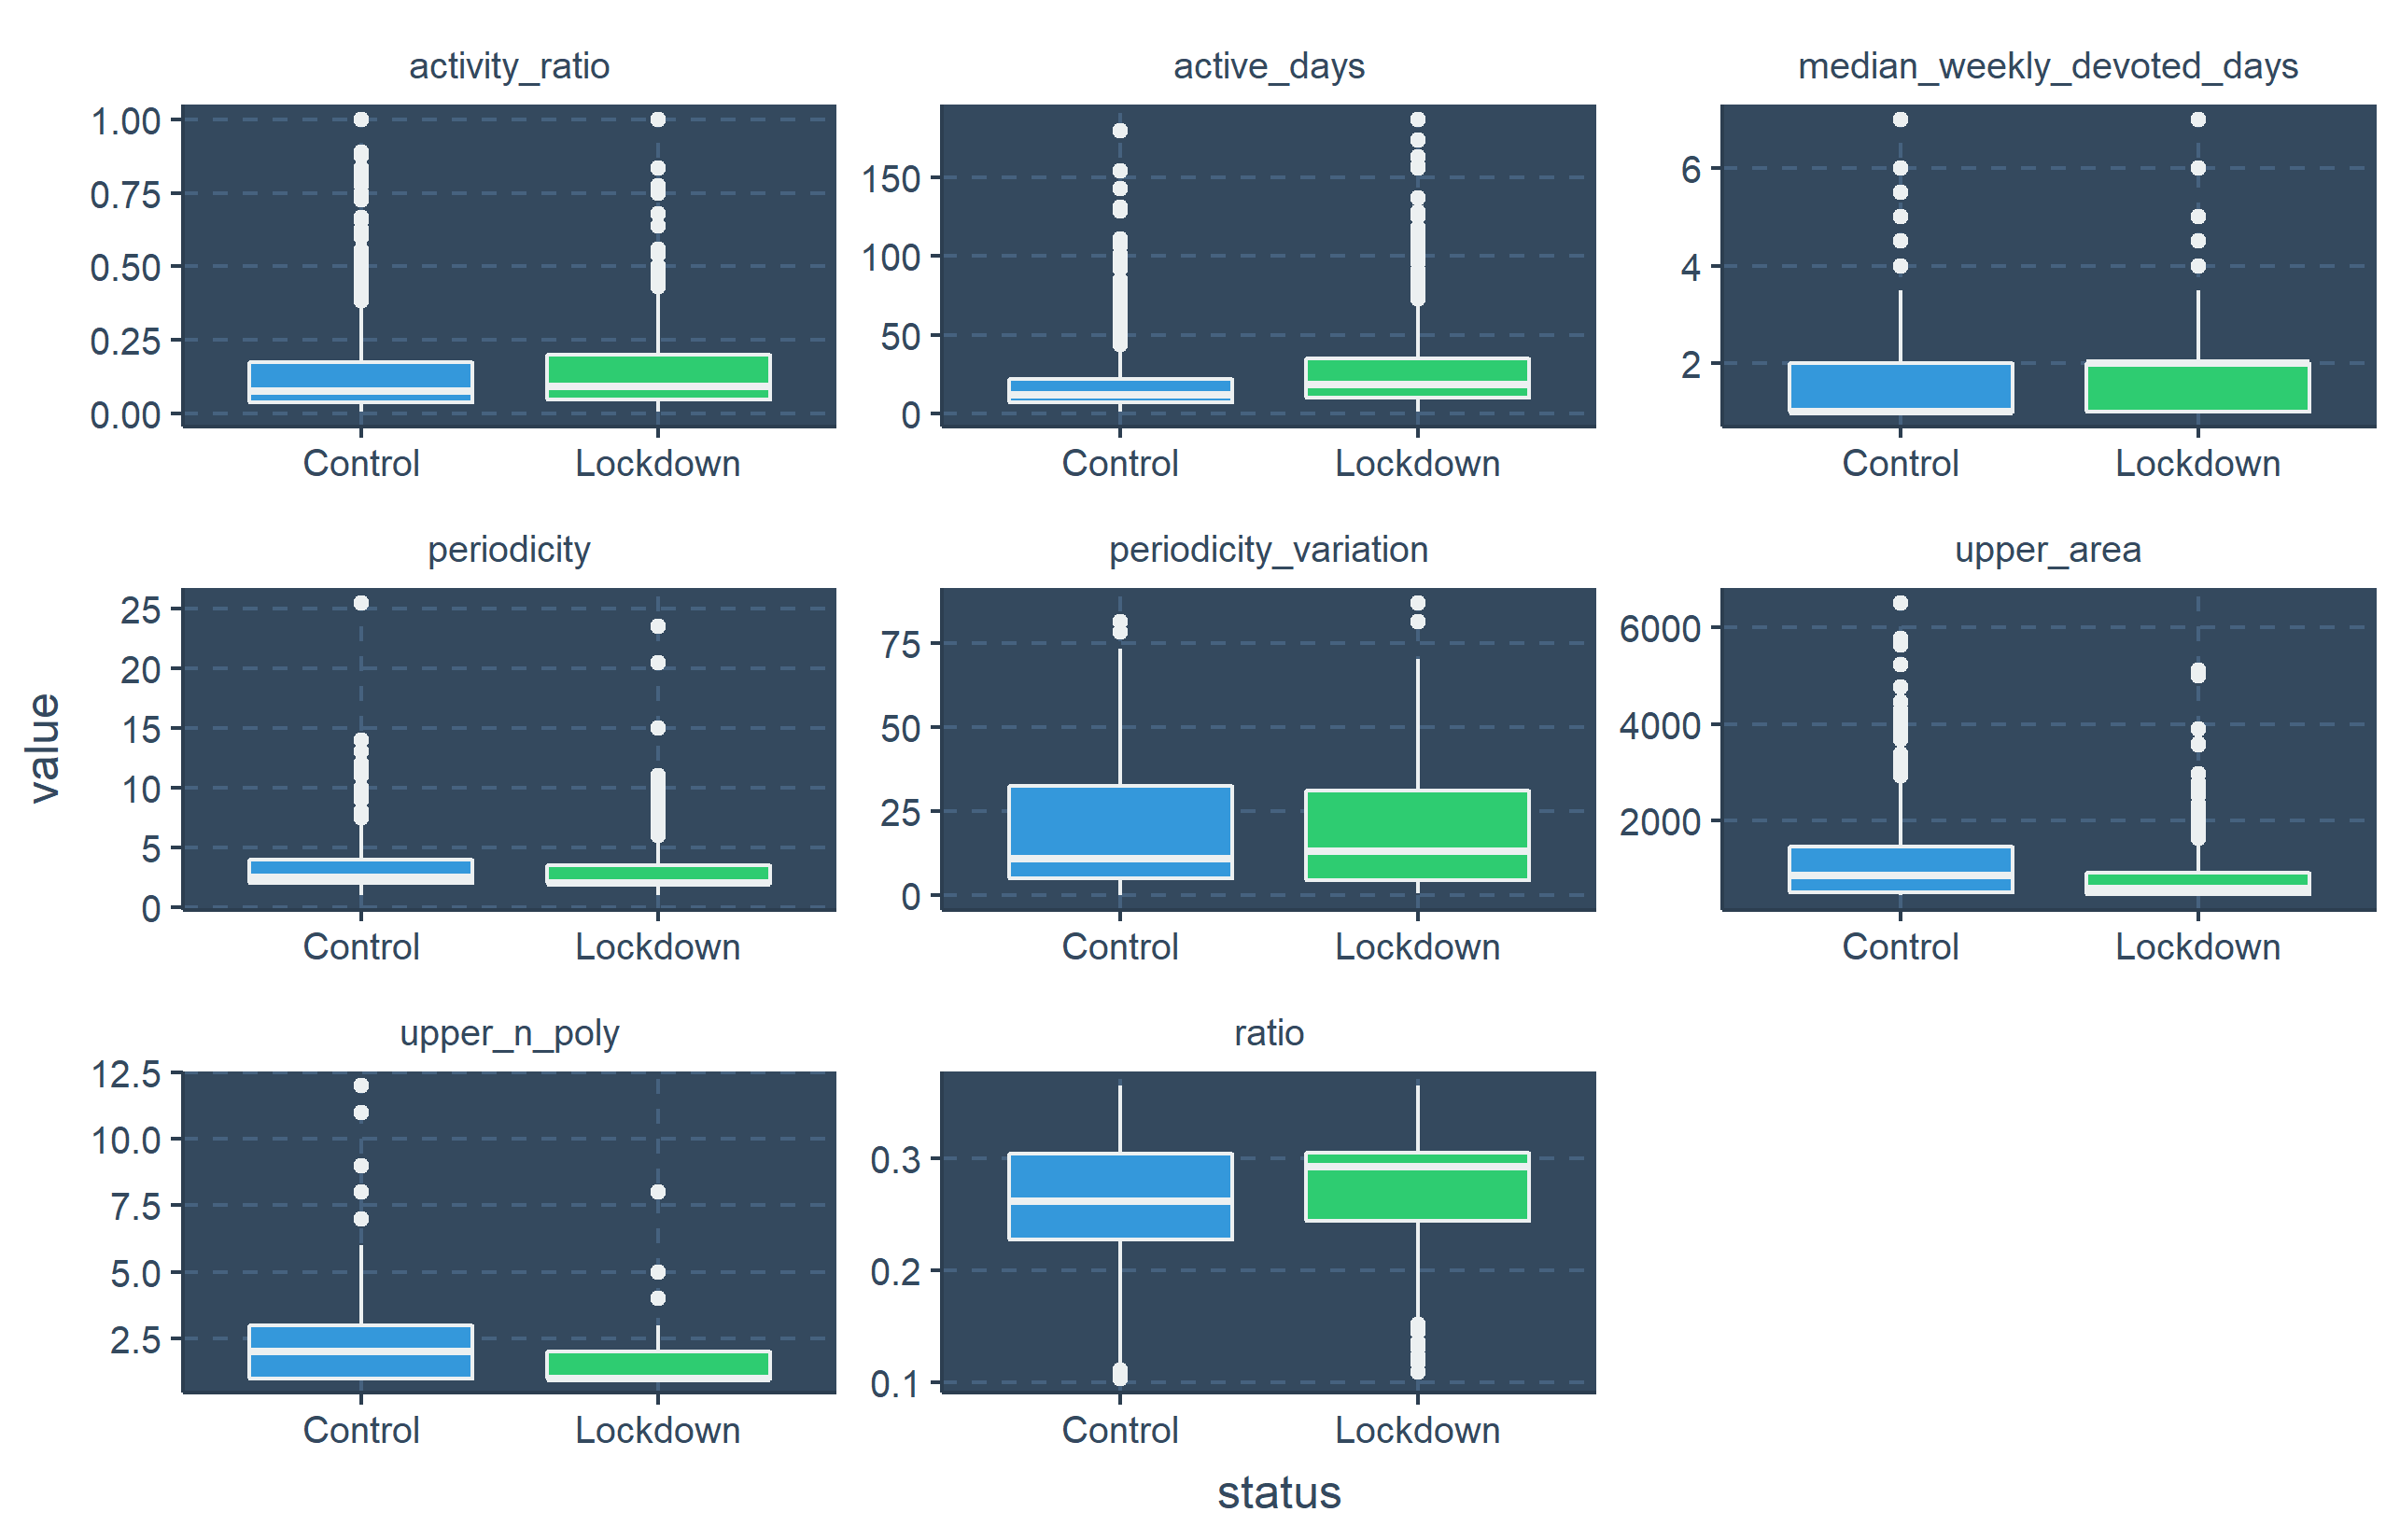 activity_ratio
active_days
median_weekly_devoted_days
1.00
0.75
0.50
0.25
0.00
150
100
50
0
6
4
2
Control
Lockdown
Control
Lockdown
Control
Lockdown
periodicity
periodicity_variation
upper_area
value
25
20
15
10
5
0
75
50
25
0
6000
4000
2000
Control
Lockdown
Control
Lockdown
Control
Lockdown
upper_n_poly
ratio
12.5
10.0
7.5
5.0
2.5
0.3
0.2
0.1
Control
Lockdown
Control
Lockdown
status